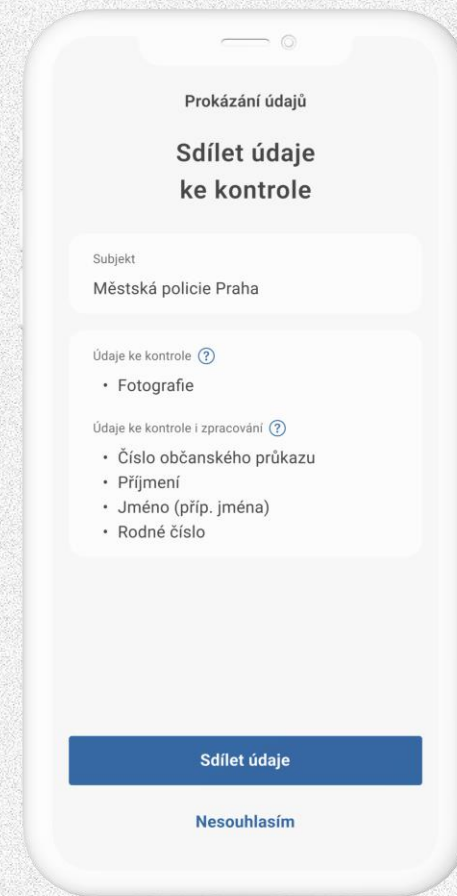 Prokázání údajů
Sdílet údaje
ke kontrole
Subjekt
Městská policie Praha
Údaje ke kontrole ?
• Fotografie
Údaje ke kontrole i zpracování ?
• Číslo občanského průkazu
• Příjmení
• Jméno (příp. jména)
• Rodné číslo
Sdílet údaje
Nesouhlasím